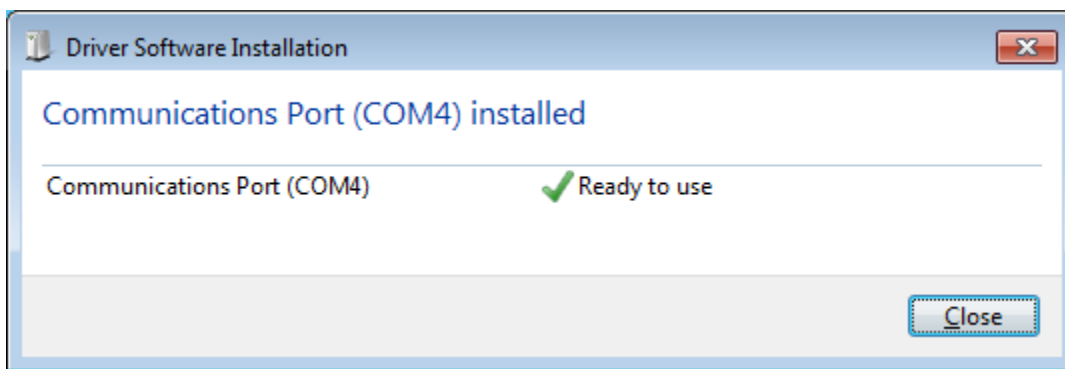 Driver Software Installation
Communications Port (COM4) installed
Communications Port (COM4) Ready to use
Close